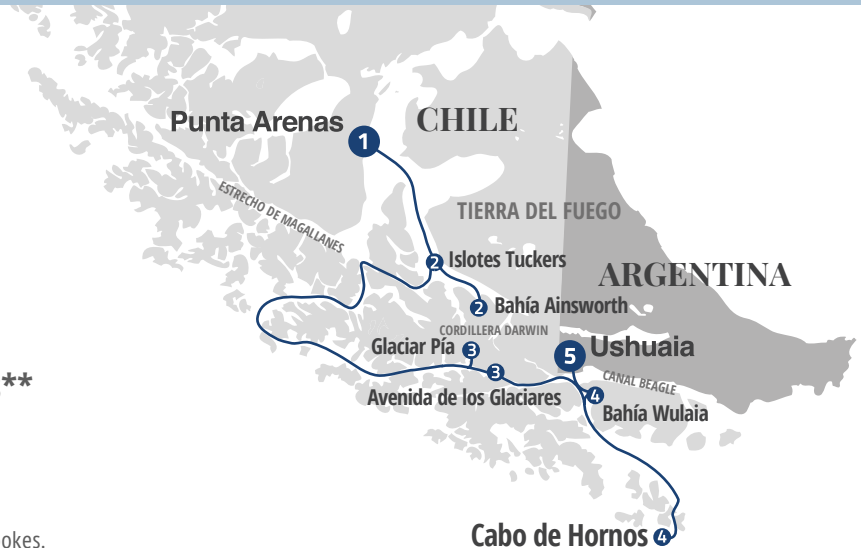 Punta Arenas
1
CHILE
ESTRECHO DE MAGALLANES
TIERRA DEL FUEGO
2
Islotes Tuckers
ARGENTINA
2
Bahía Ainsworth
CORDILLERA DARWIN
Glaciar Pía
3
5
Ushuaia
3
CANAL BEAGLE
**
Avenida de los Glaciares
4
Bahía Wulaia
Cabo de Hornos
4
okes.